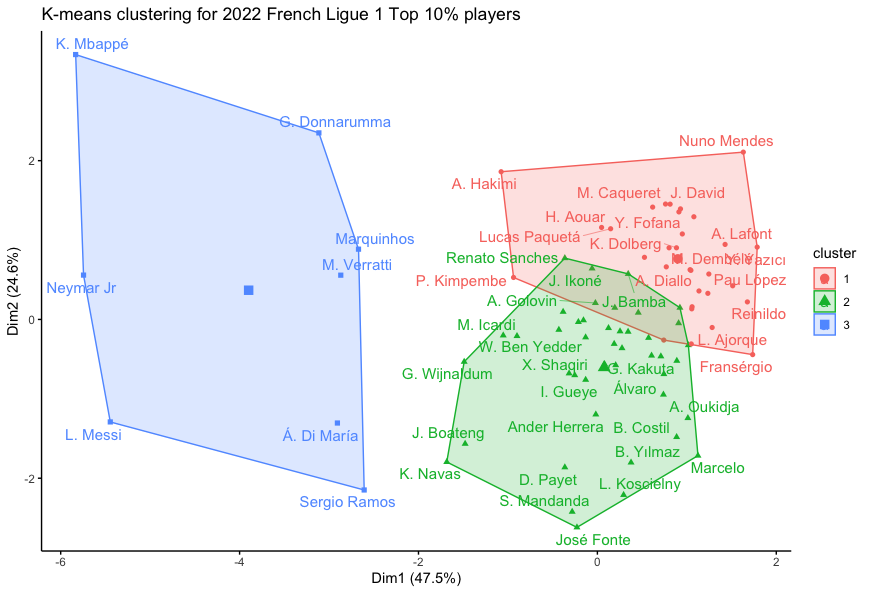 K-means clustering for 2022 French Ligue 1 Top 10% players
K. Mbappé
G. Donnarumma
Nuno Mendes
A. Hakimi
M. Caqueret
J. David
H. Aouar
Y. Fofana
Lucas Paquetá
A. Lafont
Marquinhos
K. Dolberg
Renato Sanches
M. Dembélé
Y. Yazıcı
M. Verratti
P. Kimpembe
J. Ikoné
A. Diallo
Pau López
Neymar Jr
A. Golovin
J. Bamba
Reinildo
M. Icardi
W. Ben Yedder
L. Ajorque
X. Shaqiri
G. Kakuta
Fransérgio
G. Wijnaldum
I. Gueye
Álvaro
A. Oukidja
Ander Herrera
B. Costil
L. Messi
Á. Di María
J. Boateng
B. Yılmaz
K. Navas
Marcelo
D. Payet
L. Koscielny
Sergio Ramos
S. Mandanda
José Fonte
Dim2 (24.6%)
2
0
-2
-6
-4
-2
0
2
Dim1 (47.5%)
cluster
1
2
3